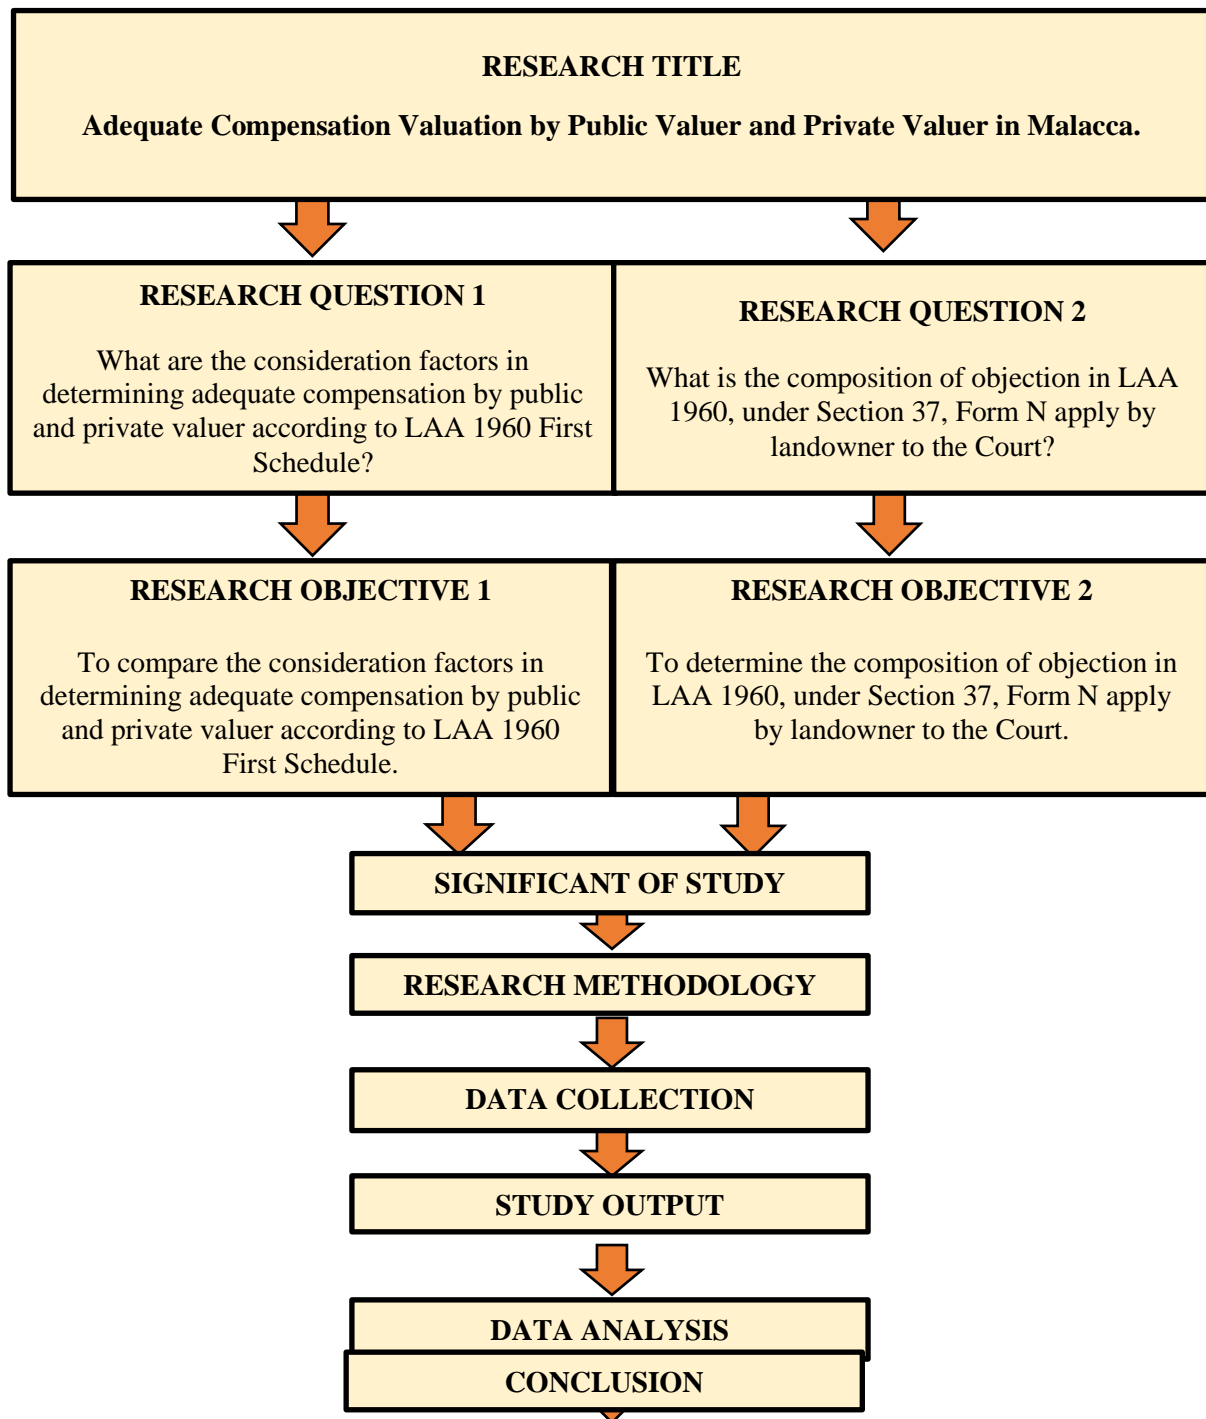 RESEARCH TITLE
Adequate Compensation Valuation by Public Valuer and Private Valuer in Malacca.
RESEARCH QUESTION 1
What are the consideration factors in
determining adequate compensation by public
and private valuer according to LAA 1960 First
Schedule?
RESEARCH QUESTION 2
What is the composition of objection in LAA
1960, under Section 37, Form N apply by
landowner to the Court?
RESEARCH OBJECTIVE 1
To compare the consideration factors in
determining adequate compensation by public
and private valuer according to LAA 1960
First Schedule.
RESEARCH OBJECTIVE 2
To determine the composition of objection in
LAA 1960, under Section 37, Form N apply
by landowner to the Court.
SIGNIFICANT OF STUDY
RESEARCH METHODOLOGY
DATA COLLECTION
STUDY OUTPUT
DATA ANALYSIS
CONCLUSION